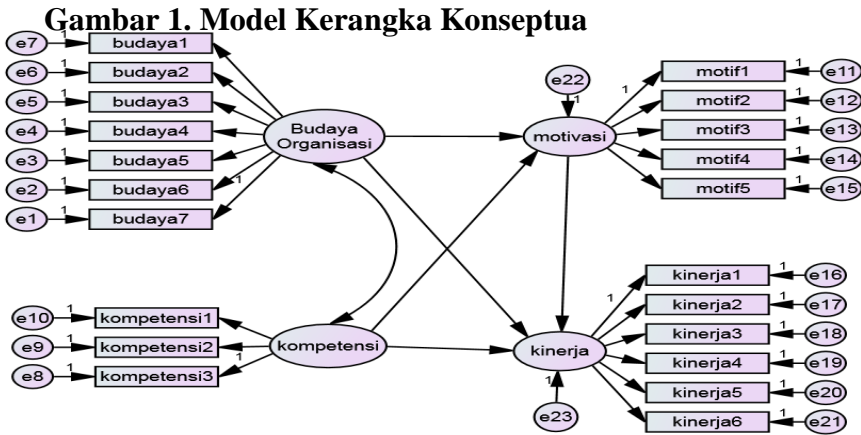 Gambar 1. Model Kerangka Konseptua
e7 1 budaya1
e6 1 budaya2
e5 1 budaya3
e4 1 budaya4
e3 1 budaya5
e2 1 budaya6 1
e1 1 budaya7
Budaya
Organisasi
e22
1
motivasi
1
motif1 1 e11
motif2 1 e12
motif3 1 e13
motif4 1 e14
motif5 1 e15
e10 1 kompetensi1
e9 1 kompetensi2
e8 1 kompetensi3 1
kompetensi
kinerja
1
e23
1
kinerja1 1 e16
kinerja2 1 e17
kinerja3 1 e18
kinerja4 1 e19
kinerja5 1 e20
kinerja6 1 e21